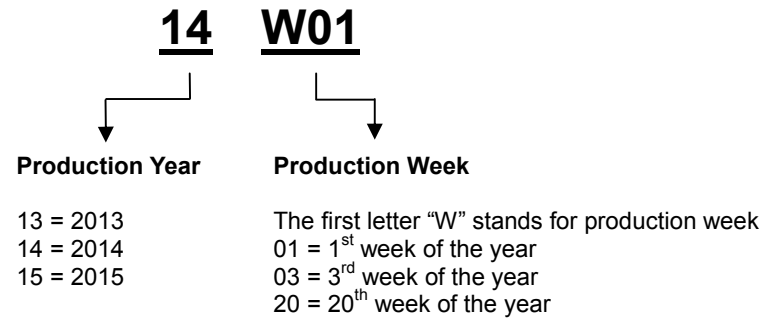 14 W01
Production Year Production Week
13 = 2013 The first letter “W” stands for production week
14 = 2014 01 = 1st week of the year
15 = 2015 03 = 3rd week of the year
20 = 20th week of the year